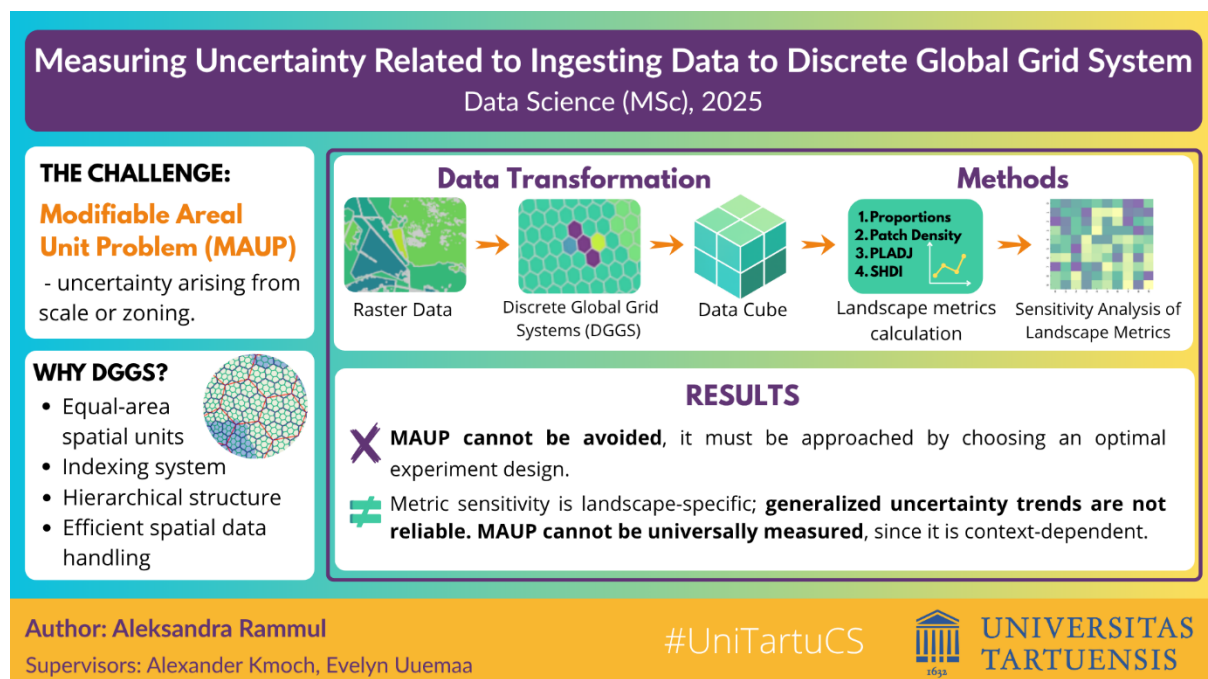 Measuring Uncertainty Related to Ingesting Data to Discrete Global Grid System
Data Science (MSc), 2025
THE CHALLENGE:
Modifiable Areal
Unit Problem (MAUP)
- uncertainty arising from
scale or zoning.
WHY DGGS?
• Equal-area
spatial units
• Indexing system
• Hierarchical structure
• Efficient spatial data
handling
Data Transformation
Raster Data
Discrete Global Grid
Systems (DGGS)
Data Cube
Methods
1. Proportions
2. Patch Density
3. PLADJ
4. SHDI
Landscape metrics
calculation
Sensitivity Analysis of
Landscape Metrics
RESULTS
MAUP cannot be avoided, it must be approached by choosing an optimal
experiment design.
Metric sensitivity is landscape-specific; generalized uncertainty trends are not
reliable. MAUP cannot be universally measured, since it is context-dependent.
Author: Aleksandra Rammul
Supervisors: Alexander Kmoch, Evelyn Uuemaa
#UniTartuCS
1632
UNIVERSITAS
TARTUENSIS